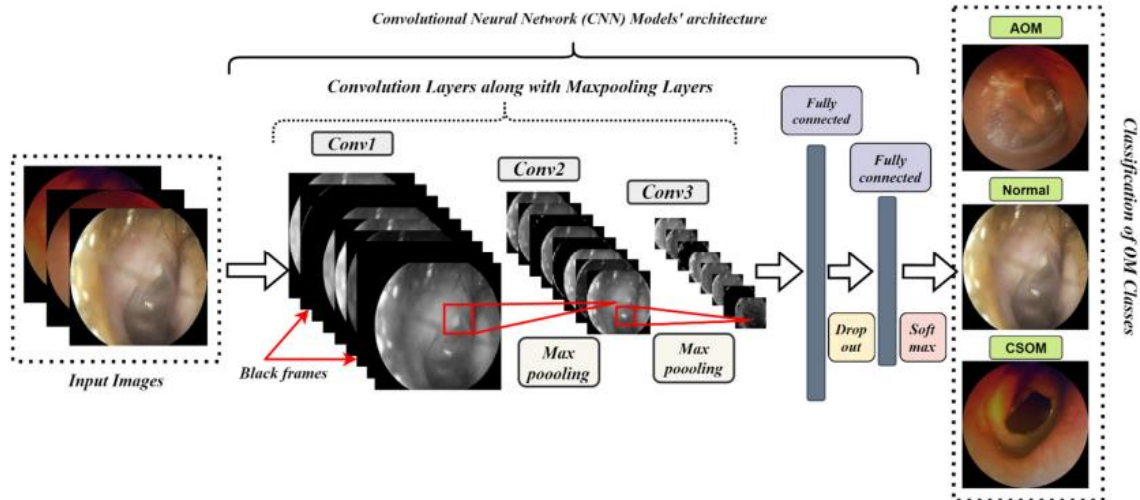 Convolutional Neural Network (CNN) Models' architecture
Convolution Layers along with Maxpooling Layers
Conv1
Conv2
Conv3
Fully
connected
Fully
connected
AOM
Normal
CSOM
Classification of OM Classes
Input Images
Black frames
Max
poooling
Max
pooling
Drop
out
Soft
max